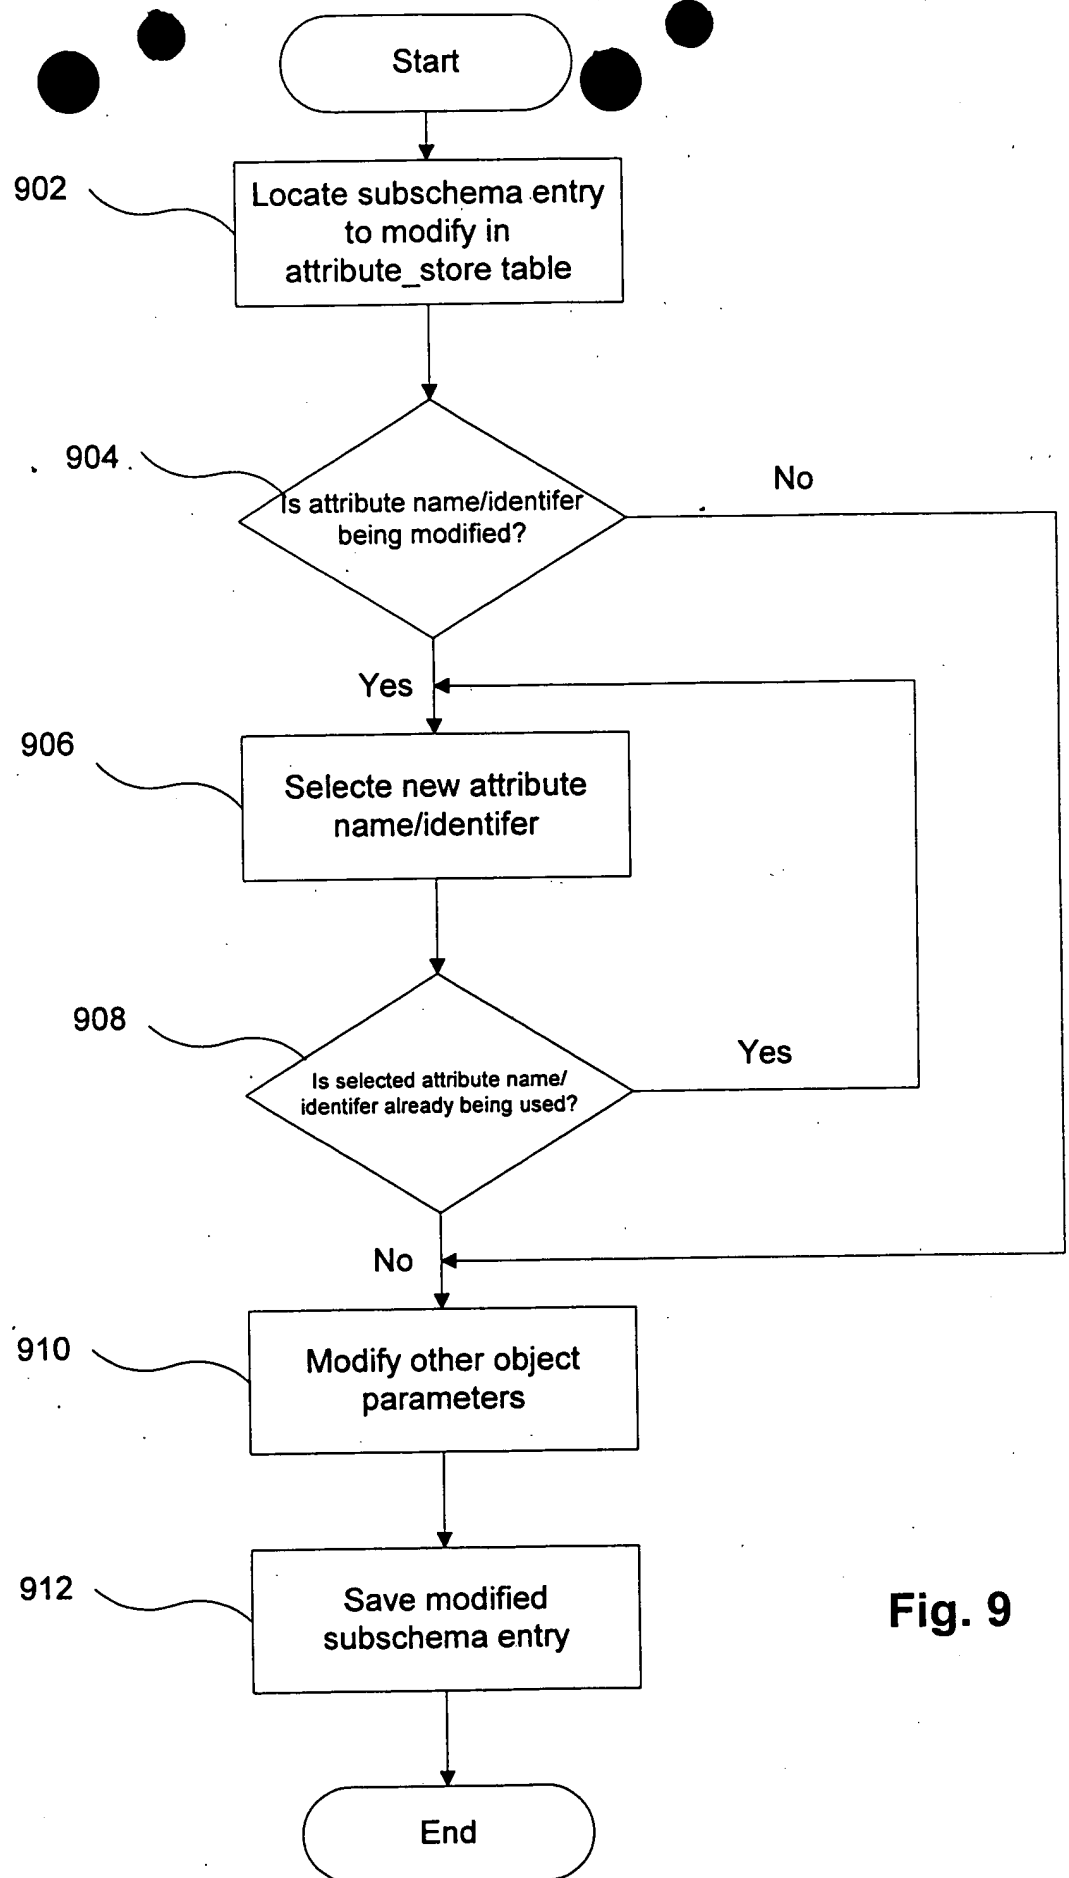 Start
902
Locate subschema entry
to modify in
attribute_store table
904
Is attribute name/identifer
being modified?
No
Yes
906
Selecte new attribute
name/identifer
908
Is selected attribute name/
identifer already being used?
Yes
No
910
Modify other object
parameters
912
Save modified
subschema entry
Fig. 9
End